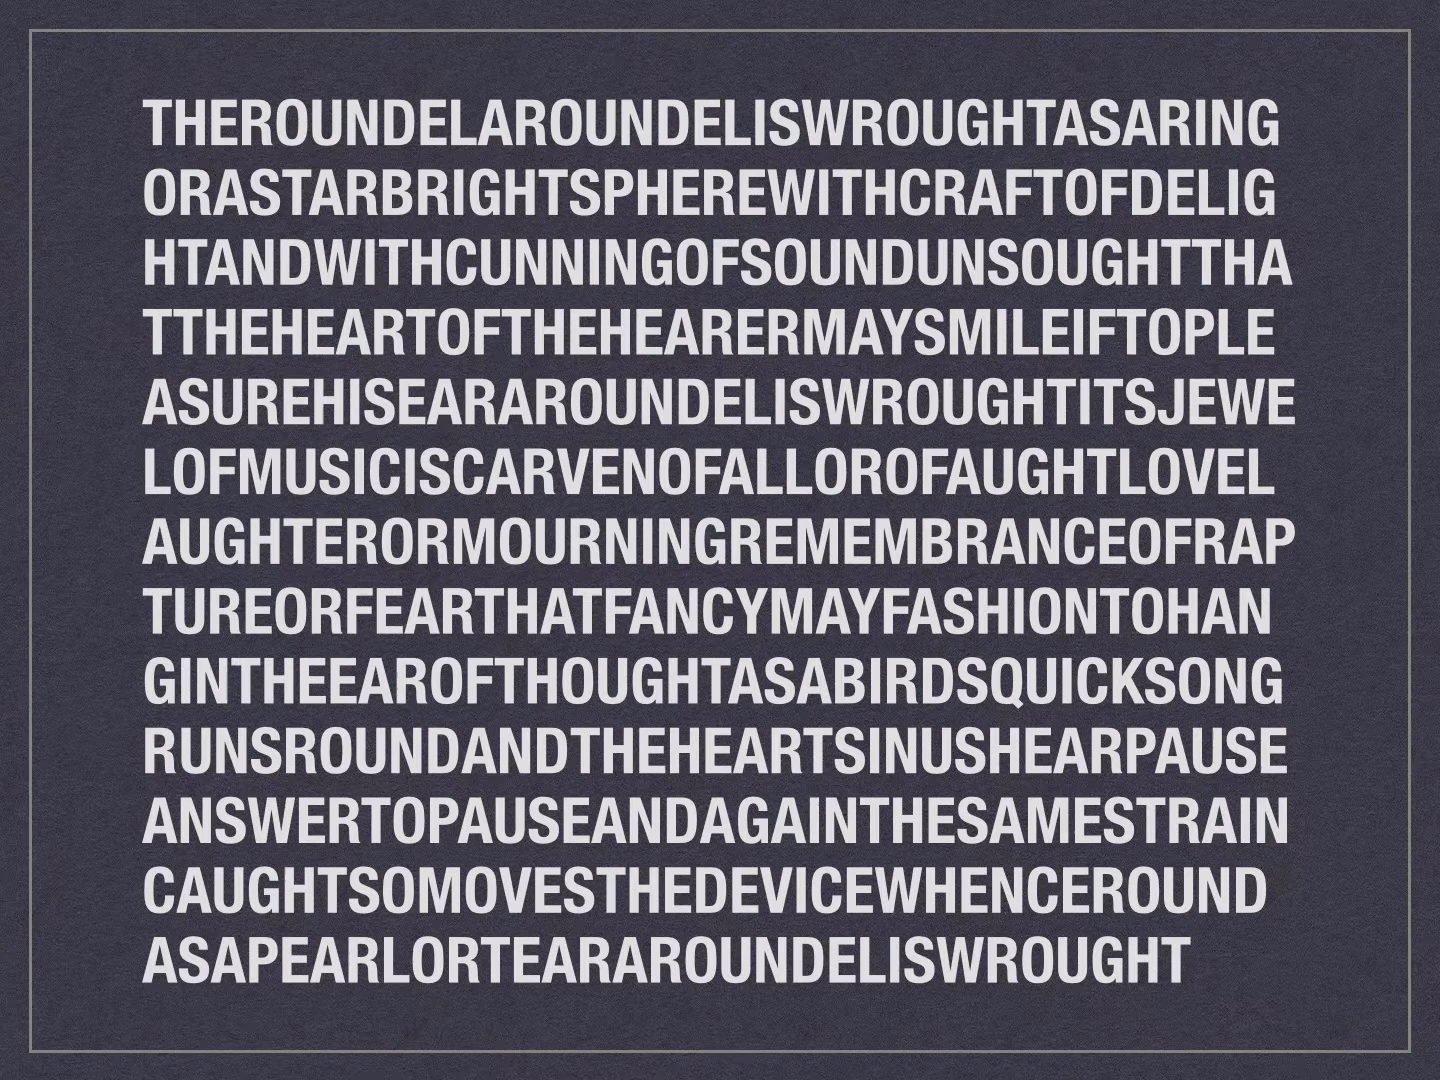 THEROUNDELAROUNDELISWROUGHTASARING
ORASTARBRIGHTSPHEREWITHCRAFTOFDELIG
HTANDWITHCUNNINGOFSOUNDUNSOUGHTTHA
TTHEHEARTOFTHEHEARERMAYSMILEIFTOPLE
ASUREHISEARAROUNDELISWROUGHTITSJEWE
LOFMUSICISCARVENOFALLOROFAUGHTLOVEL
AUGHTERORMOURNINGREMEMBRANCEOFRAP
TUREORFEARTHATFANCYMAYFASHIONTOHAN
GINTHEEAROFTHOUGHTASABIRDSQUICKSONG
RUNSROUNDANDTHEHEARTSINUSHEARPAUSE
ANSWERTOPAUSEANDAGAINTHESAMESTRAIN
CAUGHTSOMOVESTHEDEVICEWHENCEROUND
ASAPEARLORTEARAROUNDELISWROUGHT